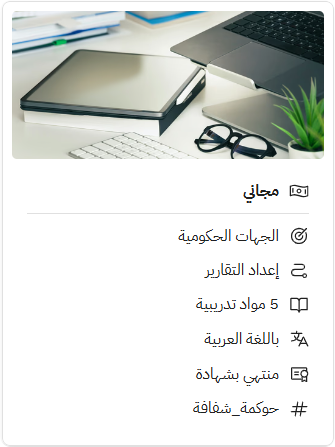 مجاني
الجهات الحكومية
إعداد التقارير
5 مواد تدريبية
باللغة العربية
منتهي بشهادة
حوكمة_شفافة